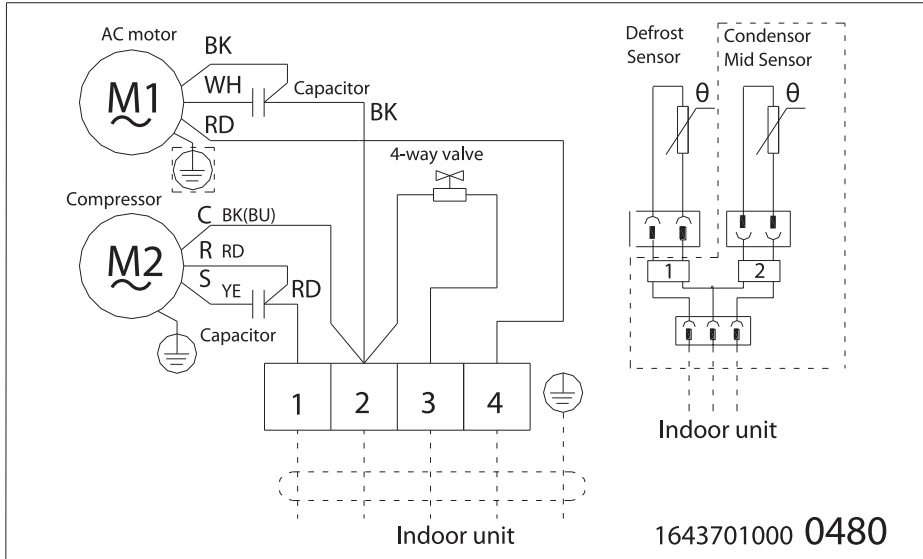 AC motor
BK
M1
WH
Capacitor
BK
RD
4-way valve
Compressor
C BK(BU)
R RD
M2
S YE
RD
Capacitor
1 2 3 4
Indoor unit
Defrost
Sensor
Condensor
Mid Sensor
θ θ
1 2
Indoor unit
1643701000 0480